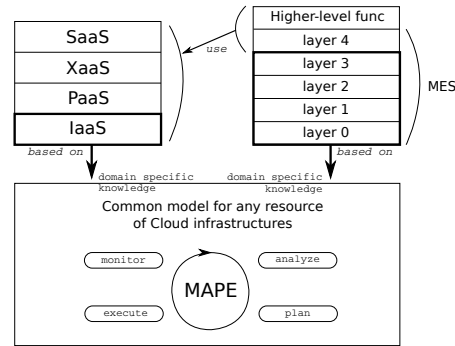 SaaS
XaaS
PaaS
IaaS
use
Higher-level func
layer 4
layer 3
layer 2
layer 1
layer 0
MES
based on
based on
domain specific
knowledge
domain specific
knowledge
Common model for any resource
of Cloud infrastructures
monitor
analyze
MAPE
execute
plan